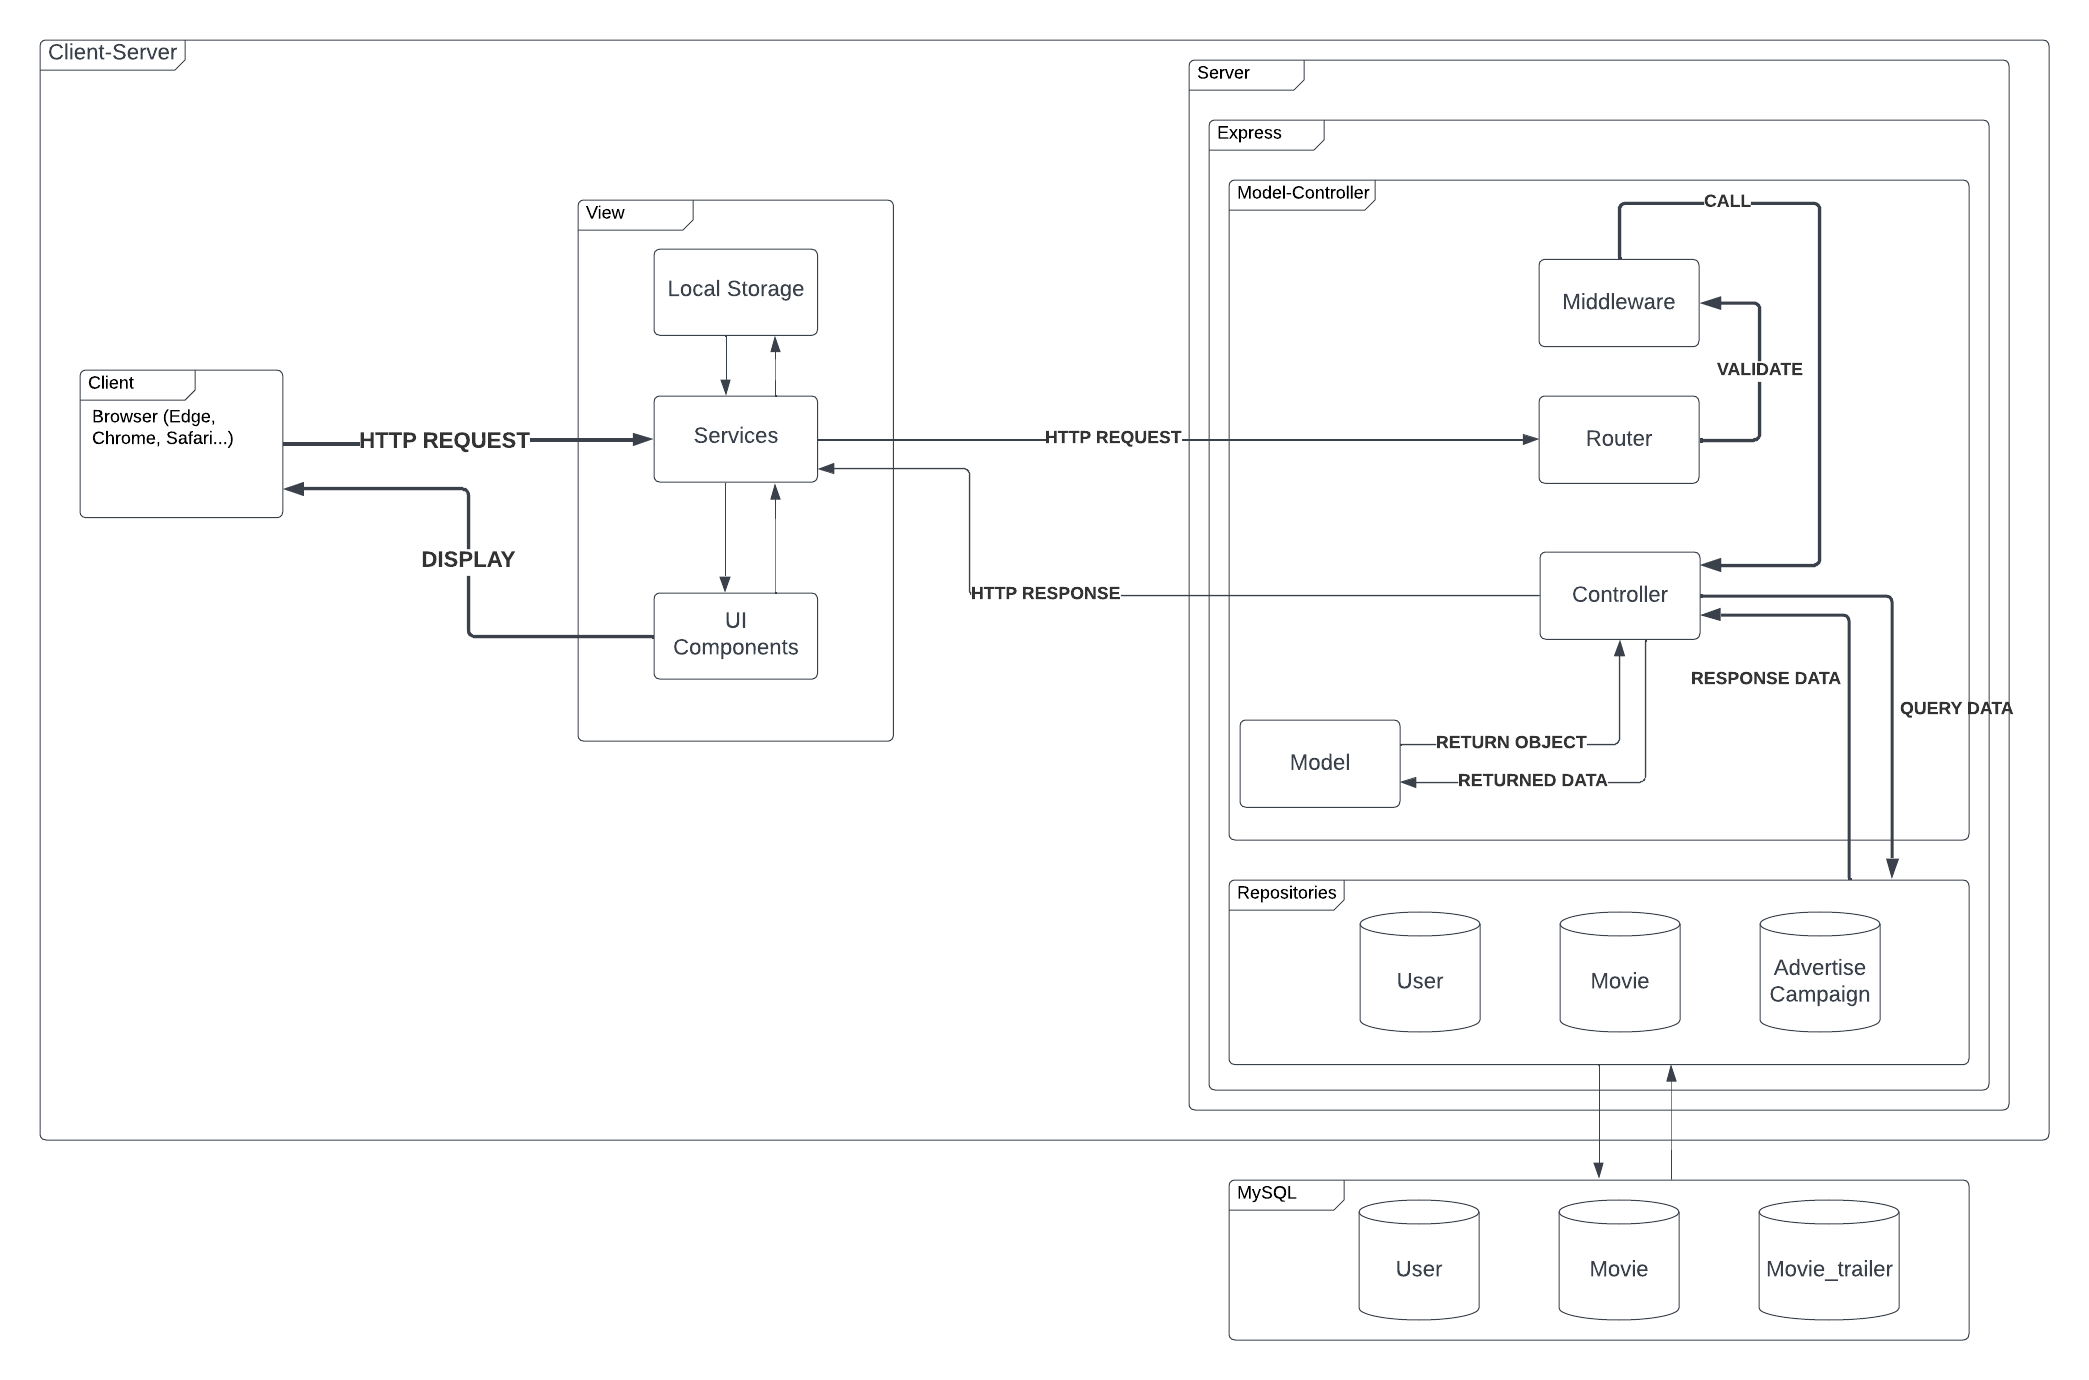 Client-Server
Server
Express
Model-Controller
CALL
View
Local Storage
Middleware
VALIDATE
Client
Browser (Edge,
Chrome, Safari...)
HTTP REQUEST
Services
HTTP REQUEST
Router
DISPLAY
HTTP RESPONSE
Controller
UI
Components
RESPONSE DATA
QUERY DATA
RETURN OBJECT
Model
RETURNED DATA
Repositories
User
Movie
Advertise
Campaign
MySQL
User
Movie
Movie_trailer